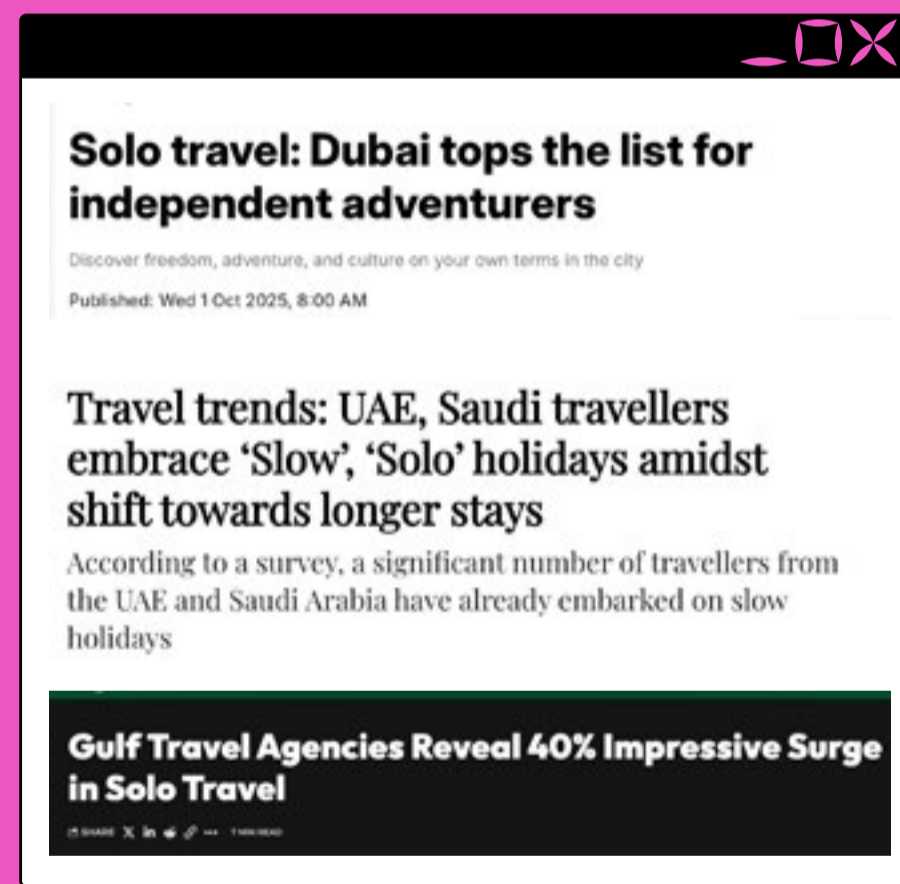 Solo travel: Dubai tops the list for
independent adventurers
Discover freedom, adventure, and culture on your own terms in the city
Published: Wed 1 Oct 2025, 8:00 AM
Travel trends: UAE, Saudi travellers
embrace ‘Slow’, ‘Solo’ holidays amidst
shift towards longer stays
According to a survey, a significant number of travellers from
the UAE and Saudi Arabia have already embarked on slow
holidays
Gulf Travel Agencies Reveal 40% Impressive Surge
in Solo Travel
SHARE